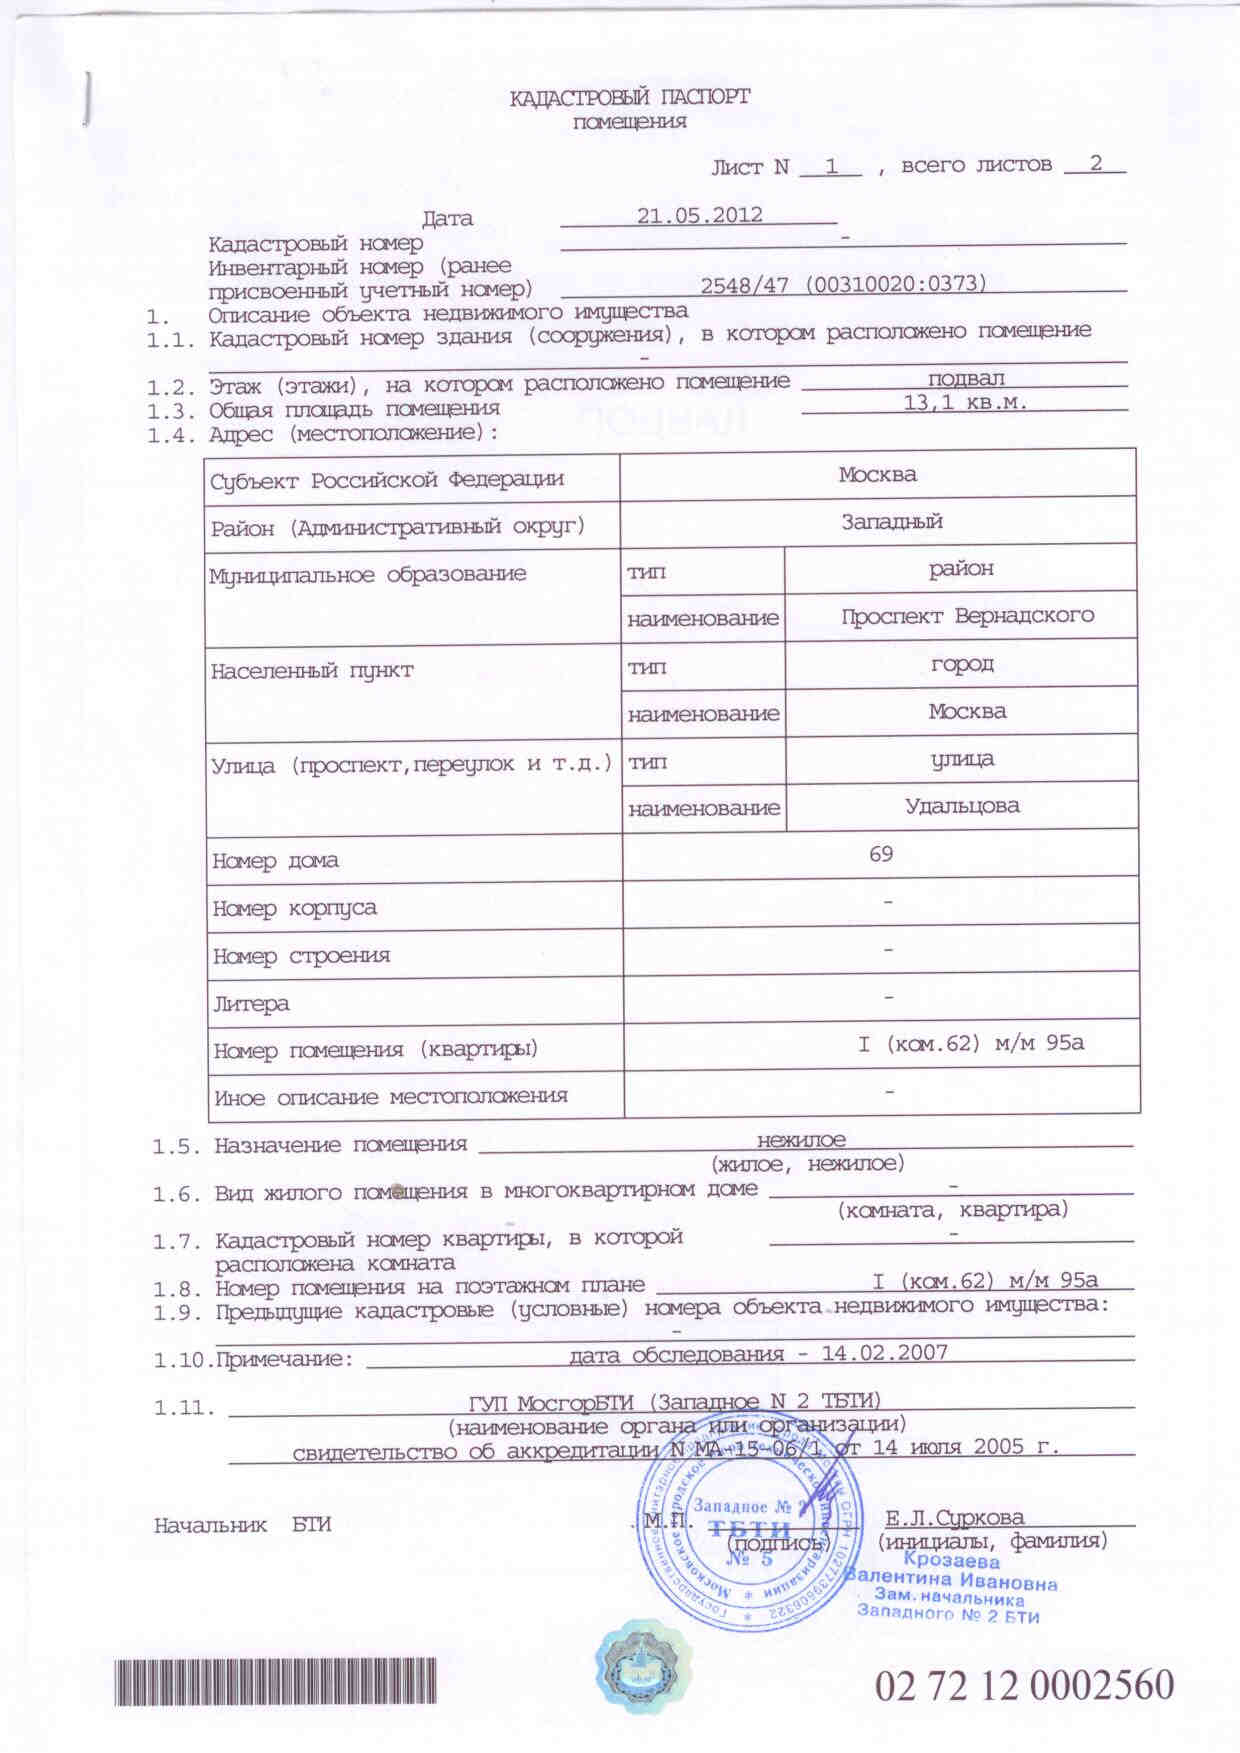 КАДАСТРОВЫЙ ПАСПОРТ
помещения
Лист N 1 , всего листов 2
Дата 21.05.2012
Кадастровый номер -
Инвентарный номер (ранее
присвоенный учетный номер) 2548/47 (00310020:0373)
1. Описание объекта недвижимого имущества
1.1. Кадастровый номер здания (сооружения), в котором расположено помещение
-
1.2. Этаж (этажи), на котором расположено помещение подвал
1.3. Общая площадь помещения 13,1 кв.м.
1.4. Адрес (местоположение):
Субъект Российской Федерации Москва
Район (Административный округ) Западный
Муниципальное образование тип район
наименование Проспект Вернадского
Населенный пункт тип город
наименование Москва
Улица (проспект,переулок и т.д.) тип улица
наименование Удальцова
Номер дома 69
Номер корпуса -
Номер строения -
Литера -
Номер помещения (квартиры) I (ком.62) м/м 95а
Иное описание местоположения -
1.5. Назначение помещения нежилое
(жилое, нежилое)
1.6. Вид жилого помещения в многоквартирном доме -
(комната, квартира)
1.7. Кадастровый номер квартиры, в которой -
расположена комната
1.8. Номер помещения на поэтажном плане I (ком.62) м/м 95а
1.9. Предыдущие кадастровые (условные) номера объекта недвижимого имущества:
-
1.10.Примечание: дата обследования - 14.02.2007
1.11. ГУП МосгорБТИ (Западное N 2 ТБТИ)
(наименование органа или организации)
свидетельство об аккредитации N МА-15-06/1 от 14 июля 2005 г.
Начальник БТИ М.П. Е.Л.Суркова
(подпись) (инициалы, фамилия)
Западное № 2
ТБТИ
№ 5
Крозаева
Валентина Ивановна
Зам. начальника
Западного № 2 БТИ
02 72 12 0002560